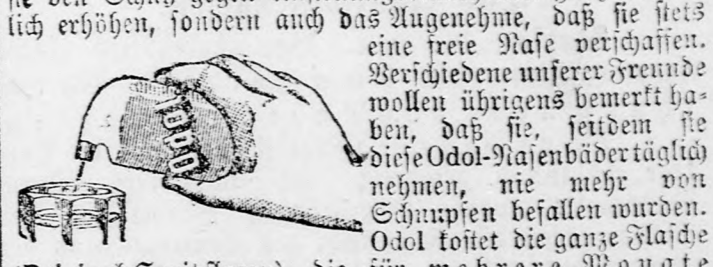 lich erhöhen, sondern auch das Angenehme, daß sie stets
eine freie Nase verschaffen.
Verschiedene unserer Freunde
wollen ührigens bemerkt ha-
ben, daß sie, seitdem sie
diese Odol-Nasenbäder täglich
nehmen, nie mehr von
Schnupfen befallen wurden.
Odol kostet die ganze Flasche
für mehrere Monate
Odol